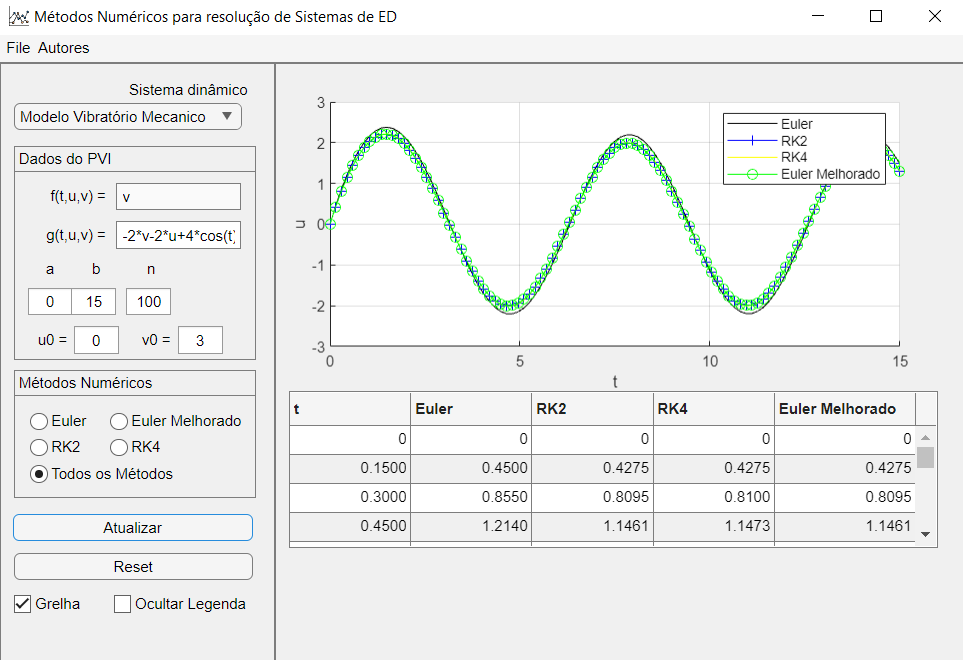 Métodos Numéricos para resolução de Sistemas de ED
File Autores
Sistema dinâmico
Modelo Vibratório Mecanico
Dados do PVI
f(t,u,v) = v
g(t,u,v) = -2*v-2*u+4*cos(t)
a b n
0 15 100
u0 = 0 v0 = 3
Métodos Numéricos
Euler Euler Melhorado
RK2 RK4
Todos os Métodos
Atualizar
Reset
Grelha Ocultar Legenda
3
2
1
0
-1
-2
-3
u
0 5 10 15
t
Euler
RK2
RK4
Euler Melhorado
t Euler RK2 RK4 Euler Melhorado
0 0 0 0 0
0.1500 0.4500 0.4275 0.4275 0.4275
0.3000 0.8550 0.8095 0.8100 0.8095
0.4500 1.2140 1.1461 1.1473 1.1461